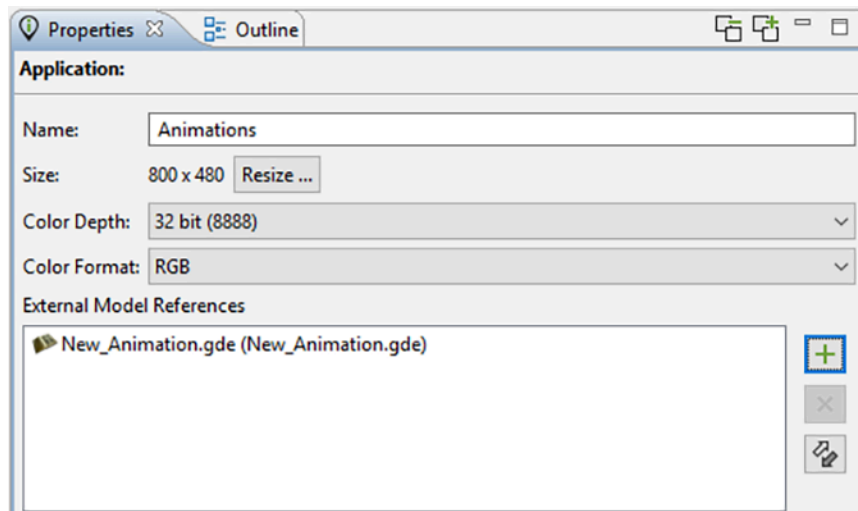 Properties Outline
Application:
Name: Animations
Size: 800 x 480 Resize ...
Color Depth: 32 bit (8888)
Color Format: RGB
External Model References
New_Animation.gde (New_Animation.gde)